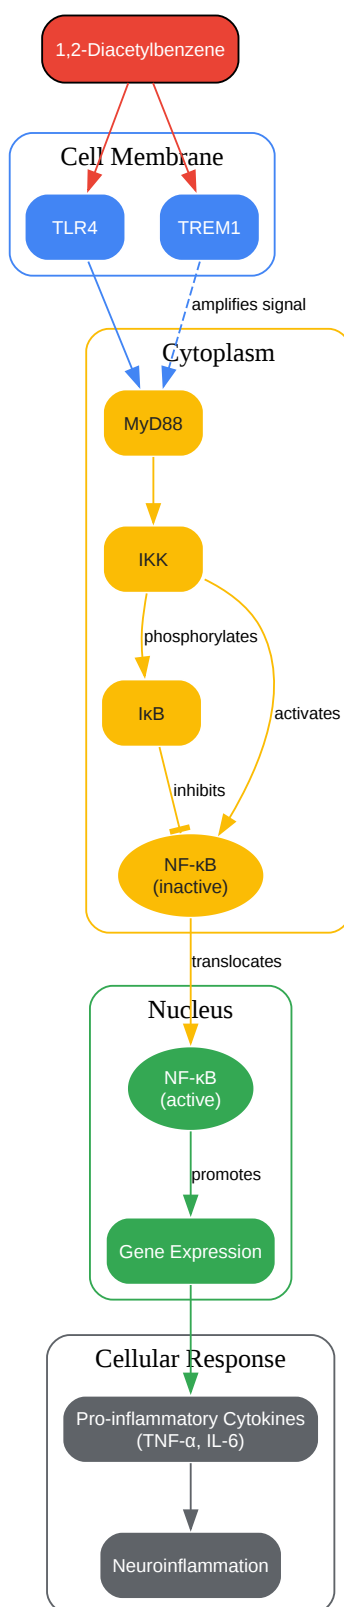 1,2-Diacetylbenzene
Cell Membrane
TLR4
TREM1
amplifies signal
Cytoplasm
MyD88
IKK
phosphorylates
IκB
activates
inhibits
NF-κB
(inactive)
translocates
Nucleus
NF-κB
(active)
promotes
Gene Expression
Cellular Response
Pro-inflammatory Cytokines
(TNF-α, IL-6)
Neuroinflammation